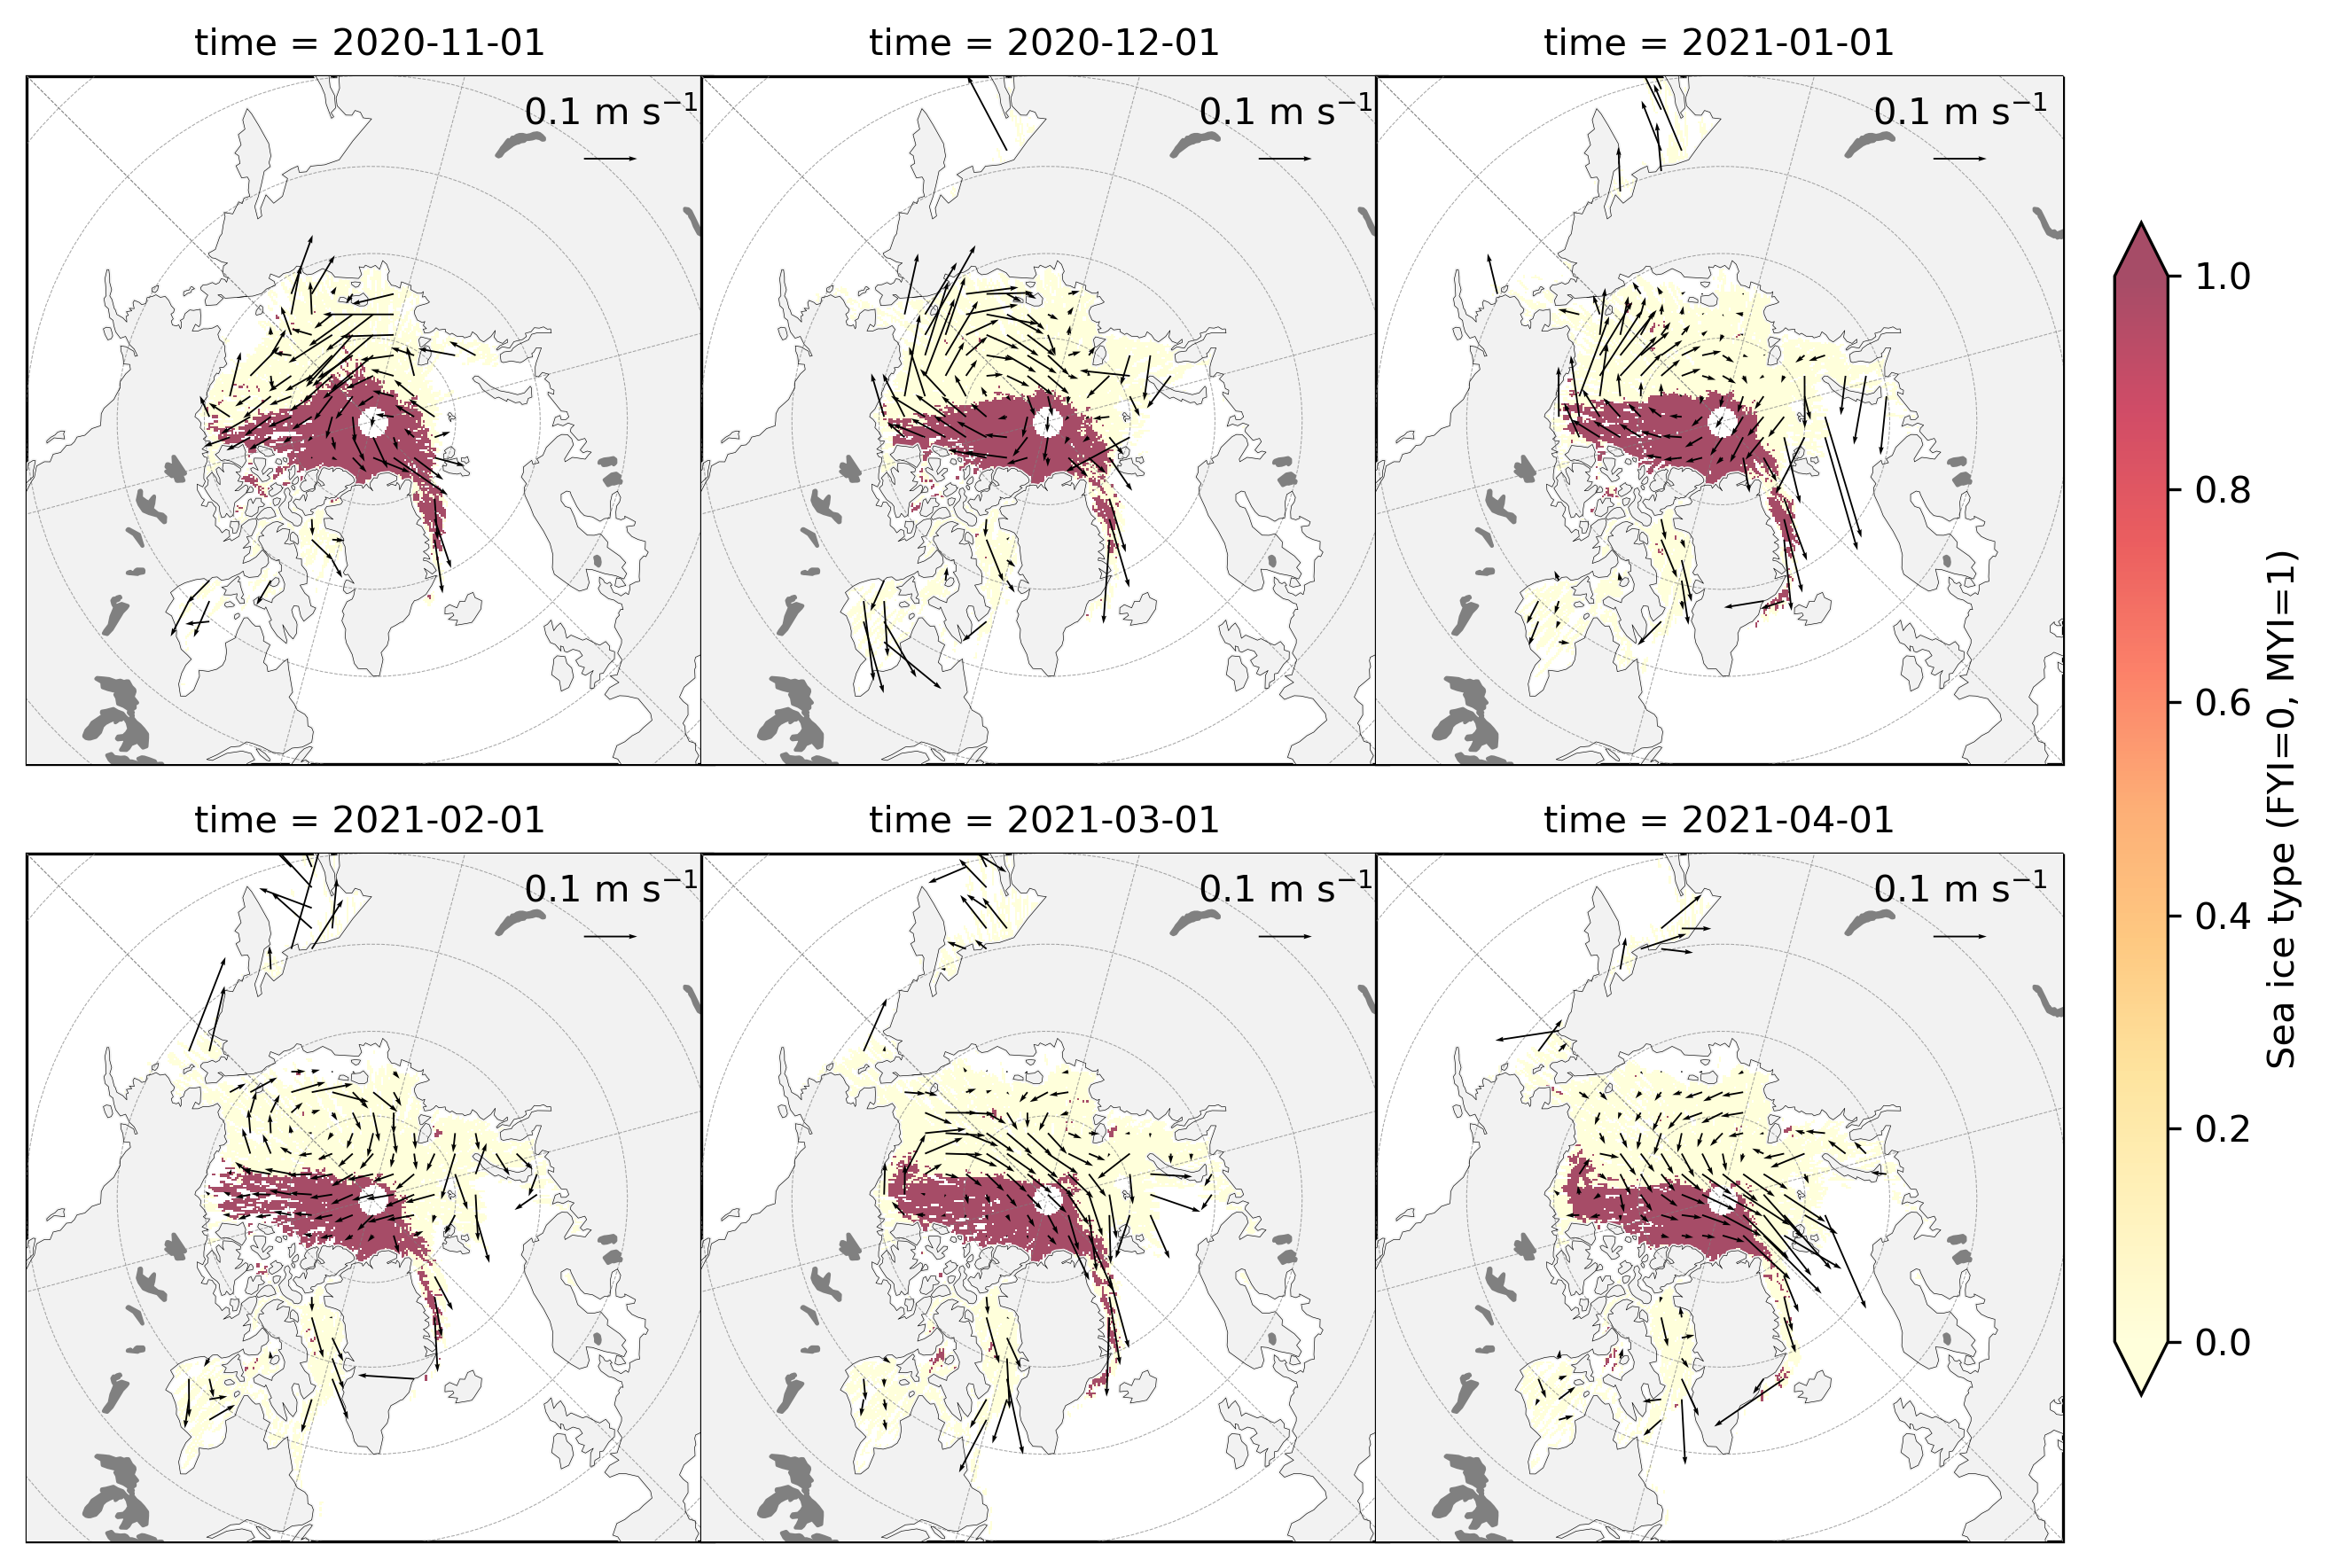 time = 2020-11-01
time = 2020-12-01
time = 2021-01-01
0.1 m s⁻¹
0.1 m s⁻¹
0.1 m s⁻¹
time = 2021-02-01
time = 2021-03-01
time = 2021-04-01
0.1 m s⁻¹
0.1 m s⁻¹
0.1 m s⁻¹
1.0
0.8
0.6
0.4
0.2
0.0
Sea ice type (FYI=0, MYI=1)